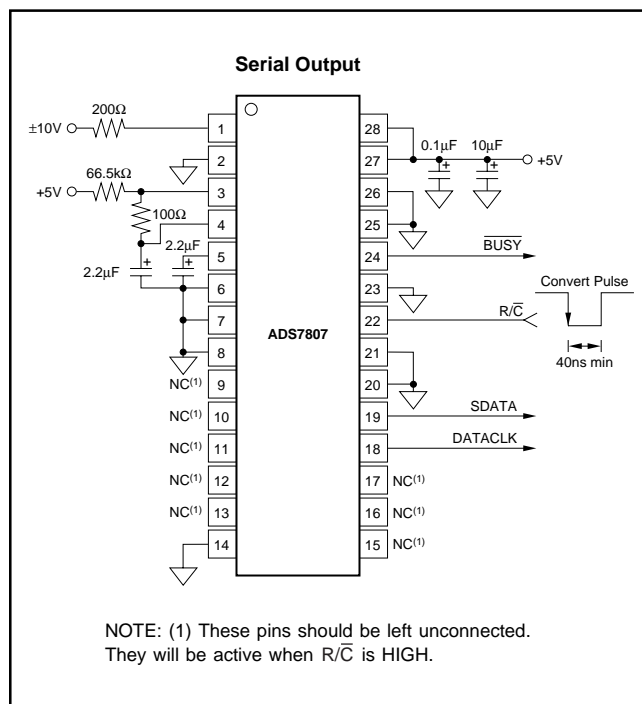 Serial Output
±10V
200Ω
+5V
66.5kΩ
100Ω
2.2µF
+
2.2µF
+
1
2
3
4
5
6
7
8
NC(1) 9
NC(1) 10
NC(1) 11
NC(1) 12
NC(1) 13
14
ADS7807
28
27
26
25
24
23
22
21
20
19
18
17 NC(1)
16 NC(1)
15 NC(1)
0.1µF
+
10µF
+
+5V
B̅U̅S̅Y̅
R/C̅
Convert Pulse
40ns min
SDATA
DATACLK
NOTE: (1) These pins should be left unconnected.
They will be active when R/C̅ is HIGH.